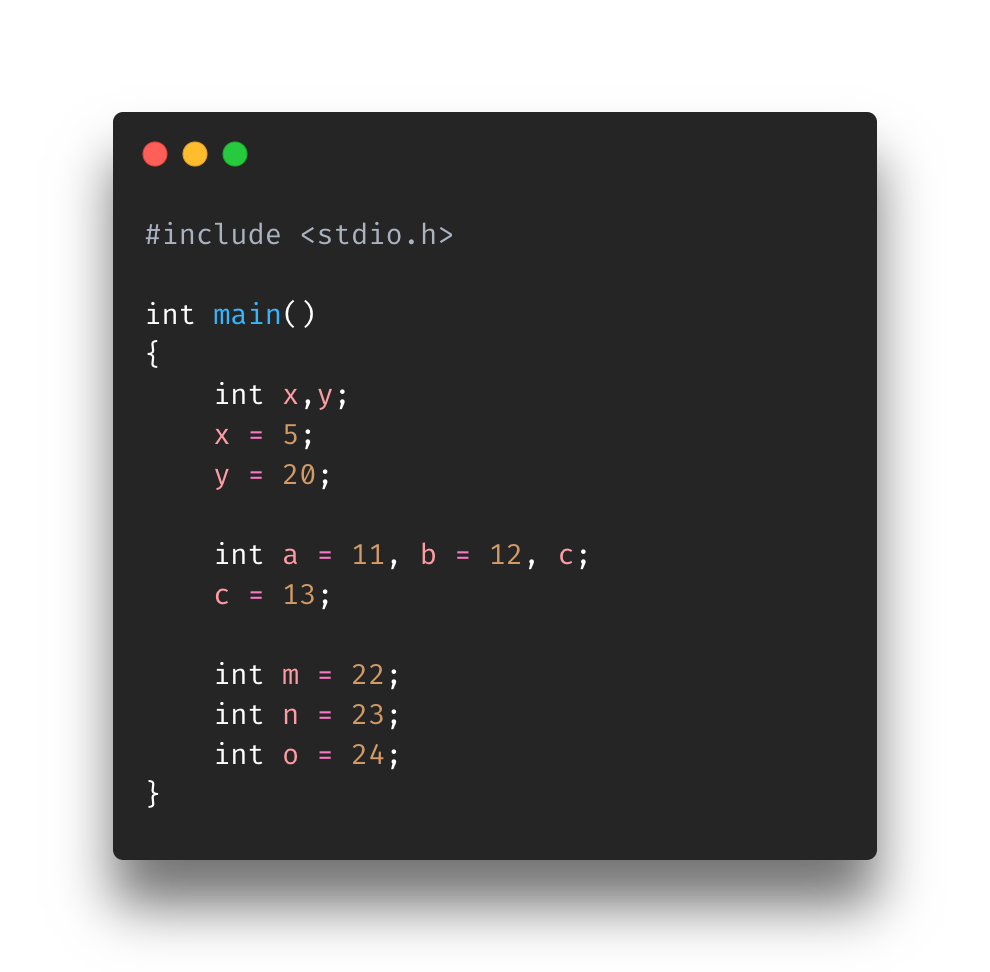 #include <stdio.h>
int main()
{
    int x,y;
    x = 5;
    y = 20;
    int a = 11, b = 12, c;
    c = 13;
    int m = 22;
    int n = 23;
    int o = 24;
}